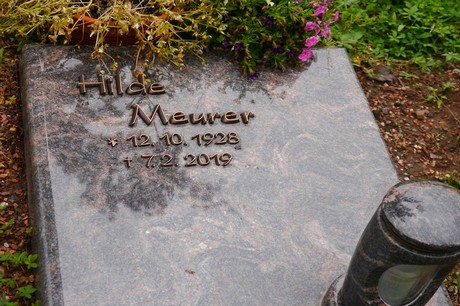 Hilde
Meurer
* 12. 10. 1928
† 7. 2. 2019